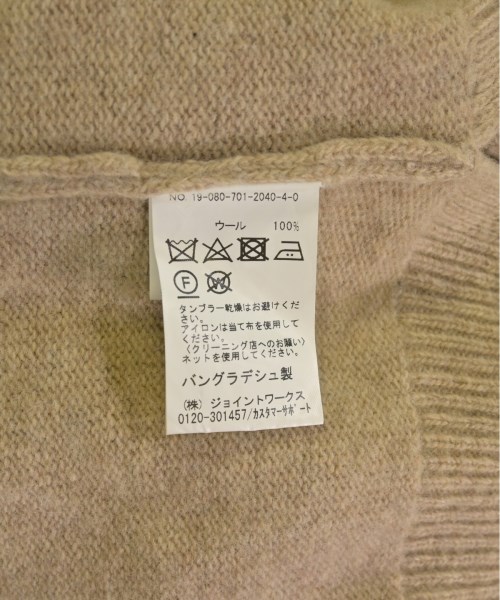 NO 19-080-701-2040-4-0
ウール 100%
F W
タンブラー乾燥はお避けくだ
さい。
アイロンは当て布を使用して
ください。
〈クリーニング店へのお願い〉
ネットを使用してください。
バングラデシュ製
(株) ジョイントワークス
0120-301457/カスタマーサポート